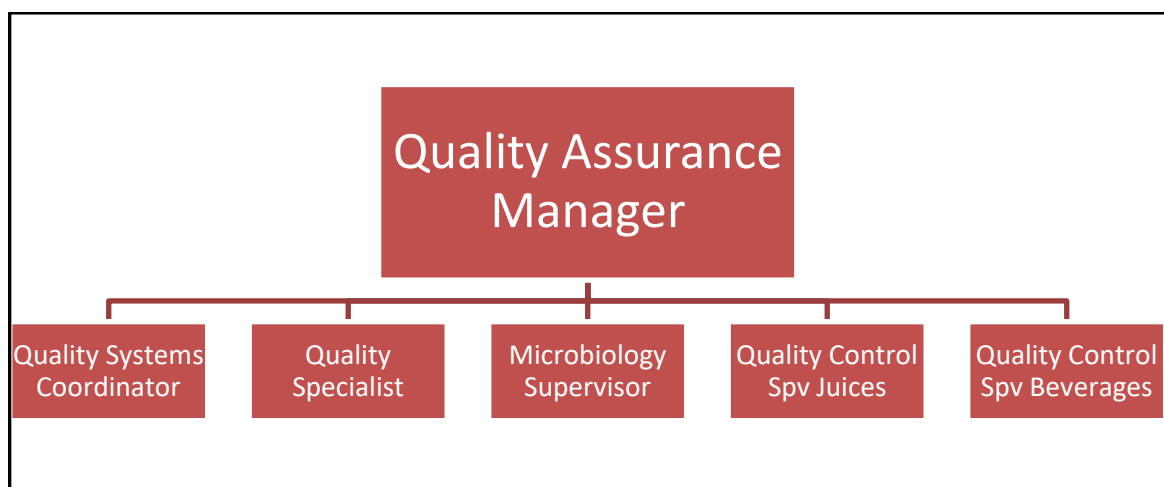 Quality Assurance
Manager
Quality Systems
Coordinator
Quality
Specialist
Microbiology
Supervisor
Quality Control
Spv Juices
Quality Control
Spv Beverages